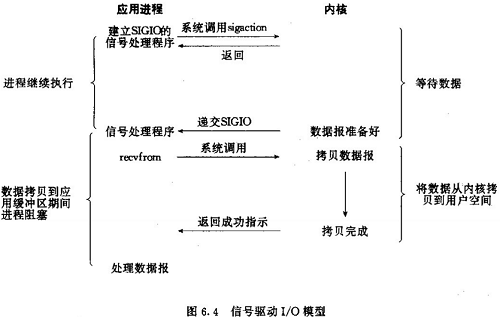 应用进程
内核
建立SIGIO的
信号处理程序
系统调用sigaction
返回
进程继续执行
等待数据
信号处理程序
递交SIGIO
数据报准备好
recvfrom
系统调用
拷贝数据报
数据拷贝到应
用缓冲区期间
进程阻塞
将数据从内核拷
贝到用户空间
返回成功指示
拷贝完成
处理数据报
图 6.4 信号驱动 I/O 模型